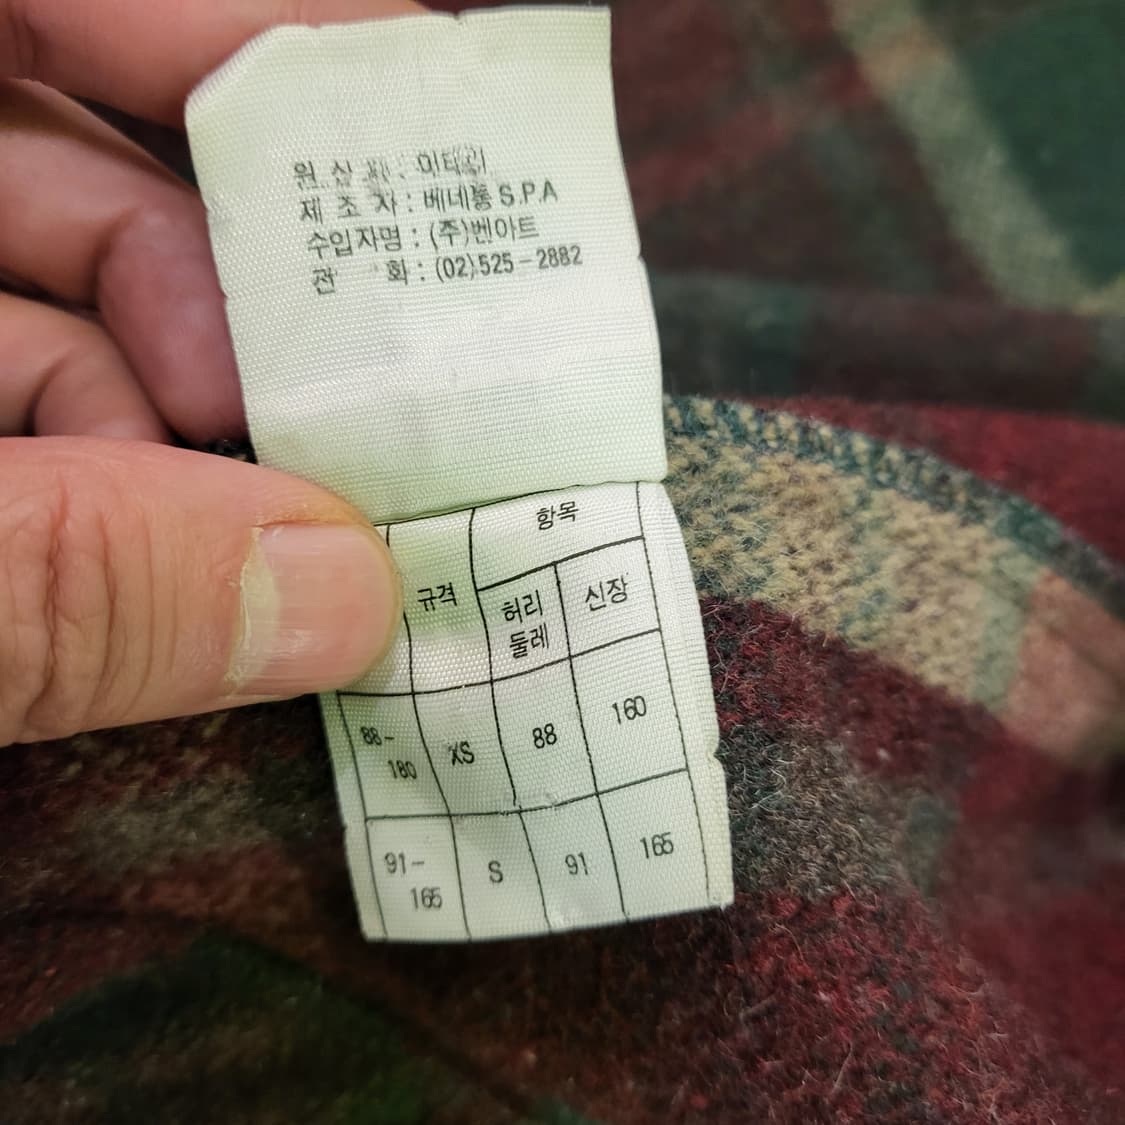 원 산 지 : 이태리
제 조 자 : 베네통 S.P.A
수입자명 : (주)벤아트
전 화 : (02)525-2882
항목
규격
허리
둘레
신장
88-
180
XS
88
160
91-
165
S
91
165